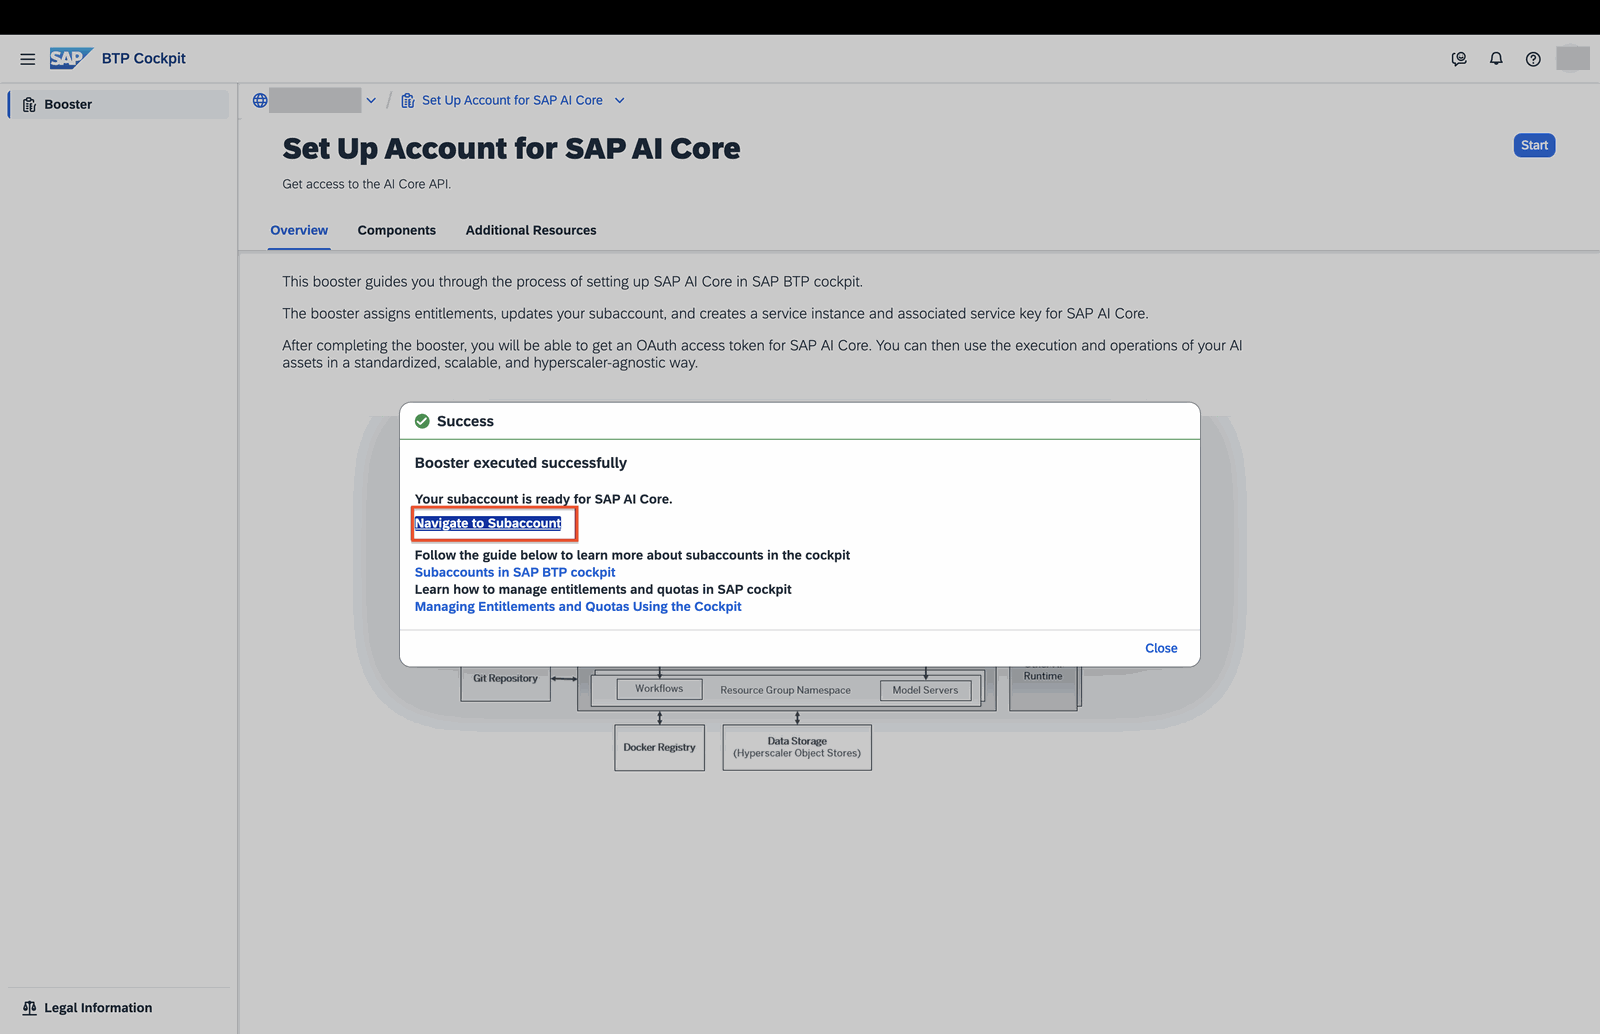 SAP BTP Cockpit
Booster
Set Up Account for SAP AI Core
Set Up Account for SAP AI Core
Start
Get access to the AI Core API.
Overview Components Additional Resources
This booster guides you through the process of setting up SAP AI Core in SAP BTP cockpit.
The booster assigns entitlements, updates your subaccount, and creates a service instance and associated service key for SAP AI Core.
After completing the booster, you will be able to get an OAuth access token for SAP AI Core. You can then use the execution and operations of your AI
assets in a standardized, scalable, and hyperscaler-agnostic way.
Success
Booster executed successfully
Your subaccount is ready for SAP AI Core.
Navigate to Subaccount
Follow the guide below to learn more about subaccounts in the cockpit
Subaccounts in SAP BTP cockpit
Learn how to manage entitlements and quotas in SAP cockpit
Managing Entitlements and Quotas Using the Cockpit
Close
Git Repository
Workflows
Resource Group Namespace
Model Servers
Runtime
Docker Registry
Data Storage
(Hyperscaler Object Stores)
Legal Information